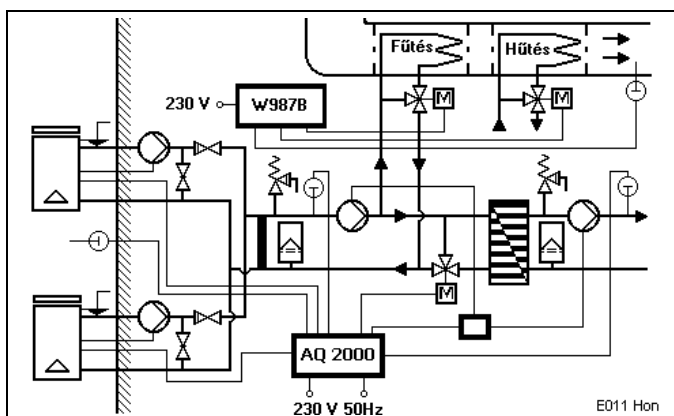 Fűtés
Hűtés
230 V
W987B
M
M
T
T
T
T
M
AQ 2000
230 V 50Hz
E011 Hon